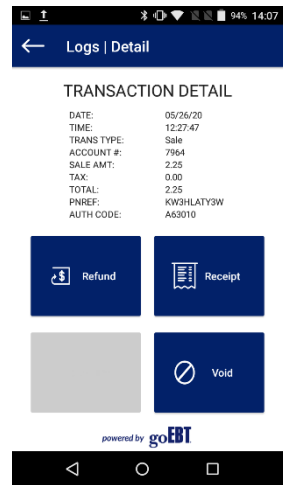 94% 14:07
Logs | Detail
TRANSACTION DETAIL
DATE: 05/26/20
TIME: 12:27:47
TRANS TYPE: Sale
ACCOUNT #: 7964
SALE AMT: 2.25
TAX: 0.00
TOTAL: 2.25
PNREF: KW3HLATY3W
AUTH CODE: A63010
Refund Receipt
Void
powered by goEBT